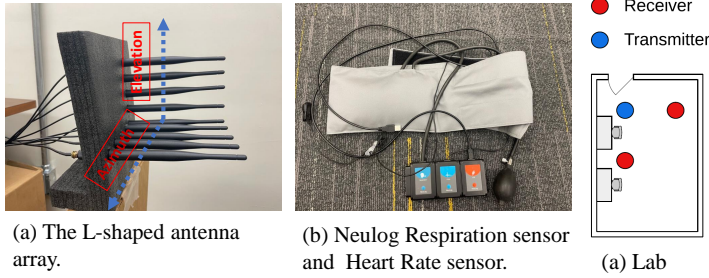 Receiver
Transmitter
Elevation
Azimuth
(a) The L-shaped antenna
array.
(b) Neulog Respiration sensor
and Heart Rate sensor.
(a) Lab